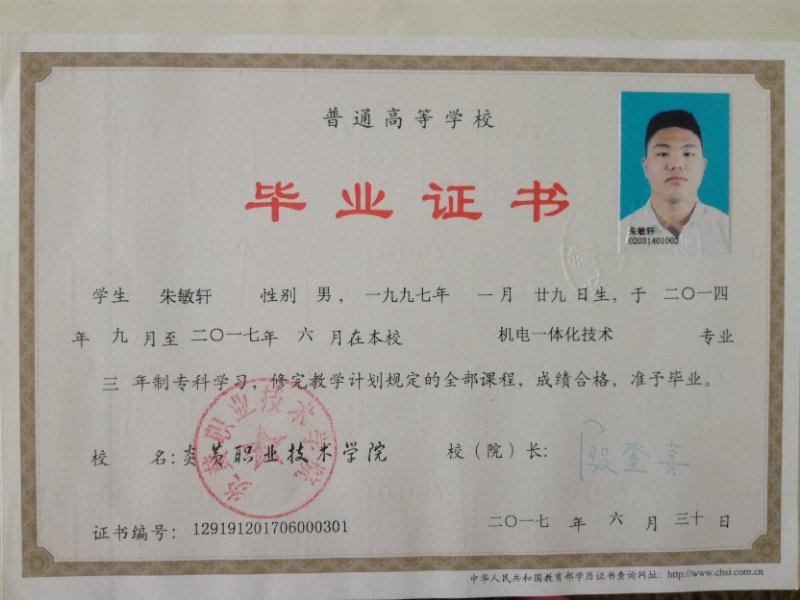 普通高等学校
毕业证书
朱敏轩
02031401002
学生 朱敏轩 性别 男，一九九七年 一月 廿九日生，于 二〇一四
年 九 月至 二〇一七年 六 月在本校 机电一体化技术 专业
三 年制专科学习，修完教学计划规定的全部课程，成绩合格，准予毕业。
校 名：炎黄职业技术学院 校（院）长：
证书编号：129191201706000301 二〇一七 年 六 月 三十 日
中华人民共和国教育部学历证书查询网址：http://www.chsi.com.cn